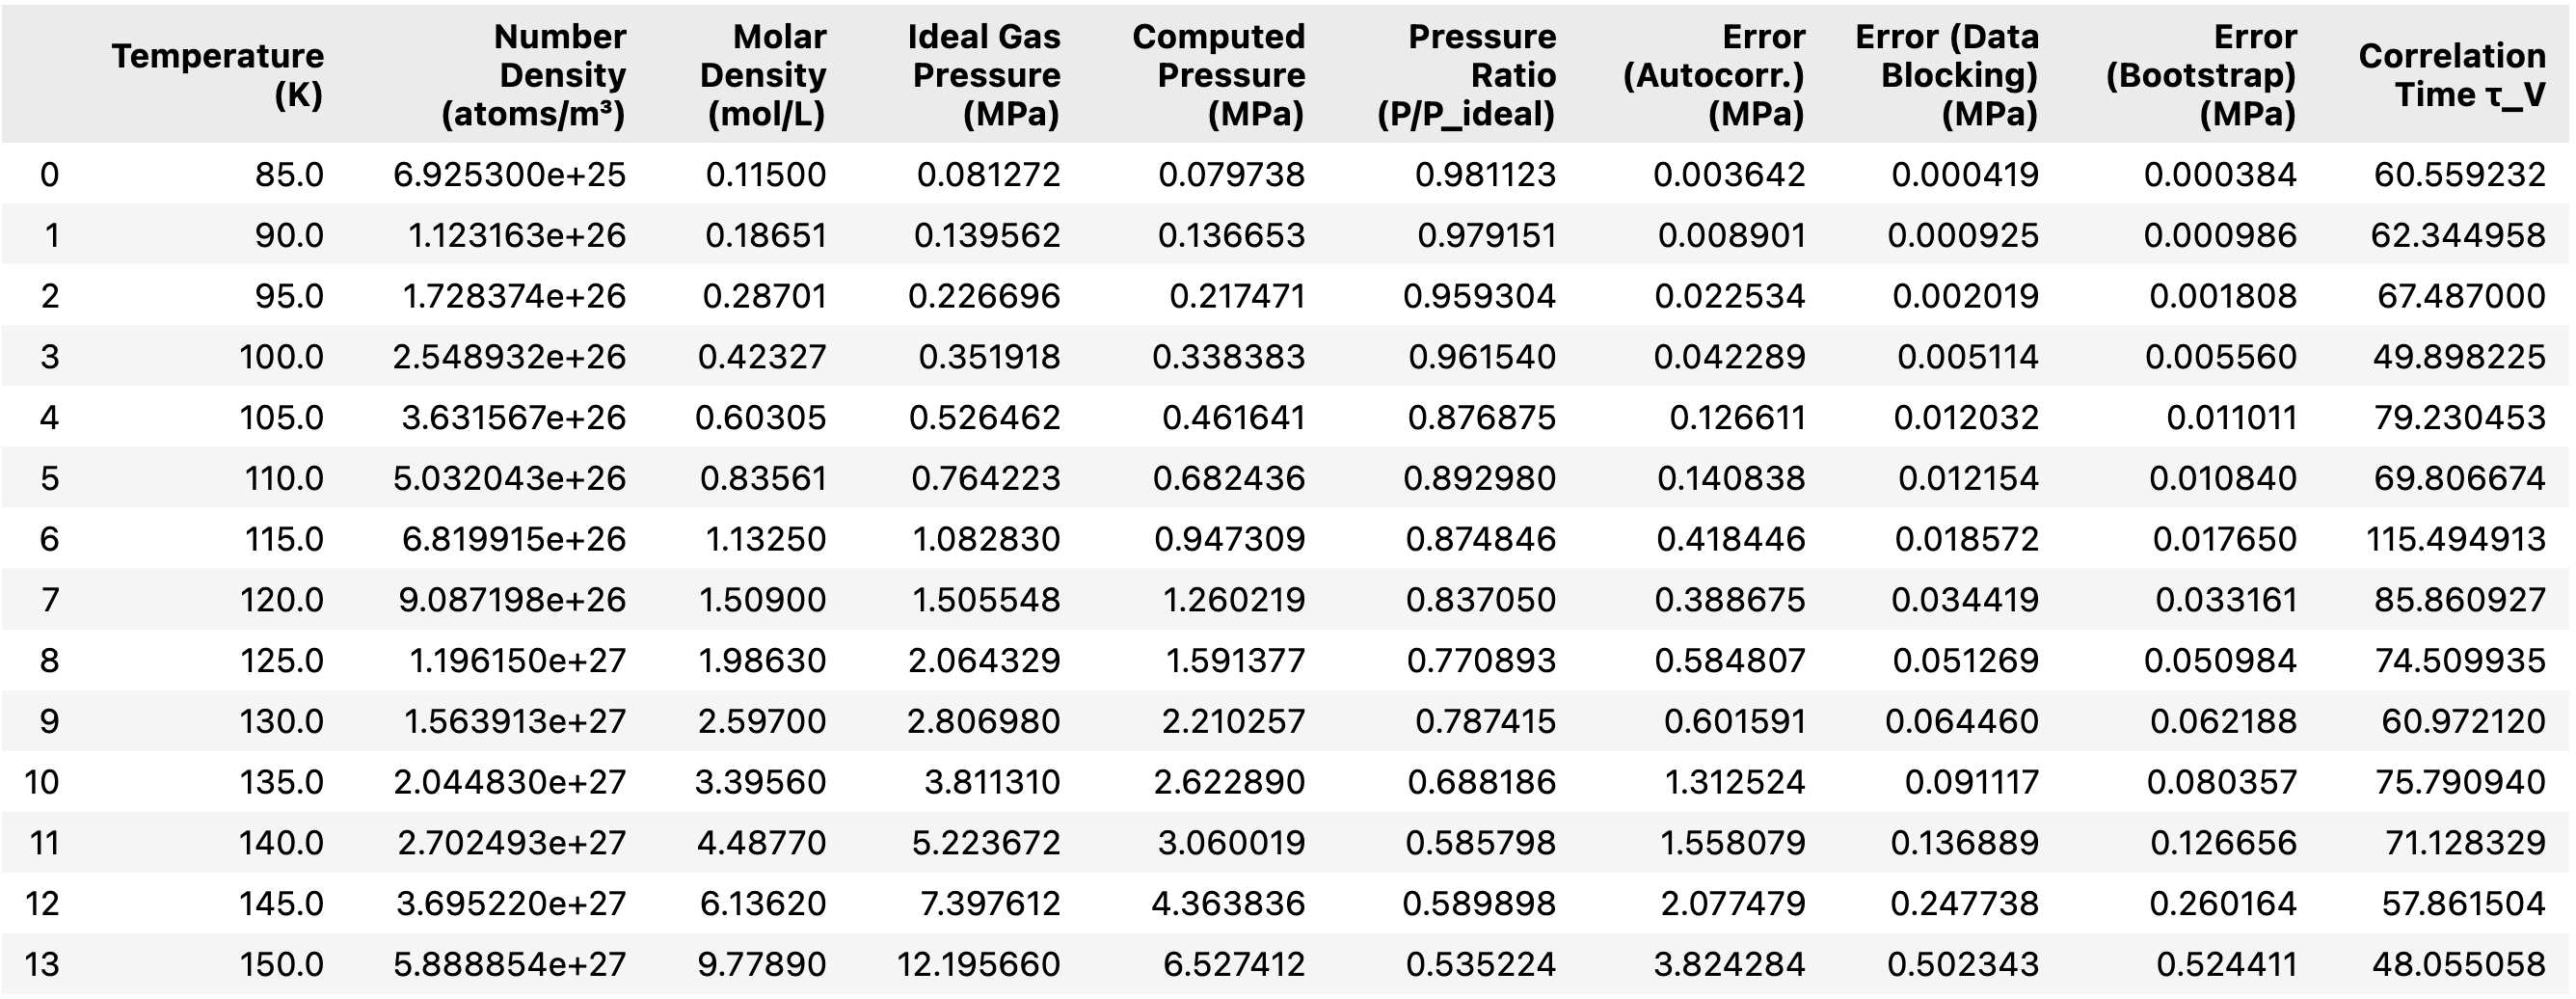 Temperature (K) Number Density (atoms/m³) Molar Density (mol/L) Ideal Gas Pressure (MPa) Computed Pressure (MPa) Pressure Ratio (P/P_ideal) Error (Autocorr.) (MPa) Error (Data Blocking) (MPa) Error (Bootstrap) (MPa) Correlation Time τ_V
0 85.0 6.925300e+25 0.11500 0.081272 0.079738 0.981123 0.003642 0.000419 0.000384 60.559232
1 90.0 1.123163e+26 0.18651 0.139562 0.136653 0.979151 0.008901 0.000925 0.000986 62.344958
2 95.0 1.728374e+26 0.28701 0.226696 0.217471 0.959304 0.022534 0.002019 0.001808 67.487000
3 100.0 2.548932e+26 0.42327 0.351918 0.338383 0.961540 0.042289 0.005114 0.005560 49.898225
4 105.0 3.631567e+26 0.60305 0.526462 0.461641 0.876875 0.126611 0.012032 0.011011 79.230453
5 110.0 5.032043e+26 0.83561 0.764223 0.682436 0.892980 0.140838 0.012154 0.010840 69.806674
6 115.0 6.819915e+26 1.13250 1.082830 0.947309 0.874846 0.418446 0.018572 0.017650 115.494913
7 120.0 9.087198e+26 1.50900 1.505548 1.260219 0.837050 0.388675 0.034419 0.033161 85.860927
8 125.0 1.196150e+27 1.98630 2.064329 1.591377 0.770893 0.584807 0.051269 0.050984 74.509935
9 130.0 1.563913e+27 2.59700 2.806980 2.210257 0.787415 0.601591 0.064460 0.062188 60.972120
10 135.0 2.044830e+27 3.39560 3.811310 2.622890 0.688186 1.312524 0.091117 0.080357 75.790940
11 140.0 2.702493e+27 4.48770 5.223672 3.060019 0.585798 1.558079 0.136889 0.126656 71.128329
12 145.0 3.695220e+27 6.13620 7.397612 4.363836 0.589898 2.077479 0.247738 0.260164 57.861504
13 150.0 5.888854e+27 9.77890 12.195660 6.527412 0.535224 3.824284 0.502343 0.524411 48.055058